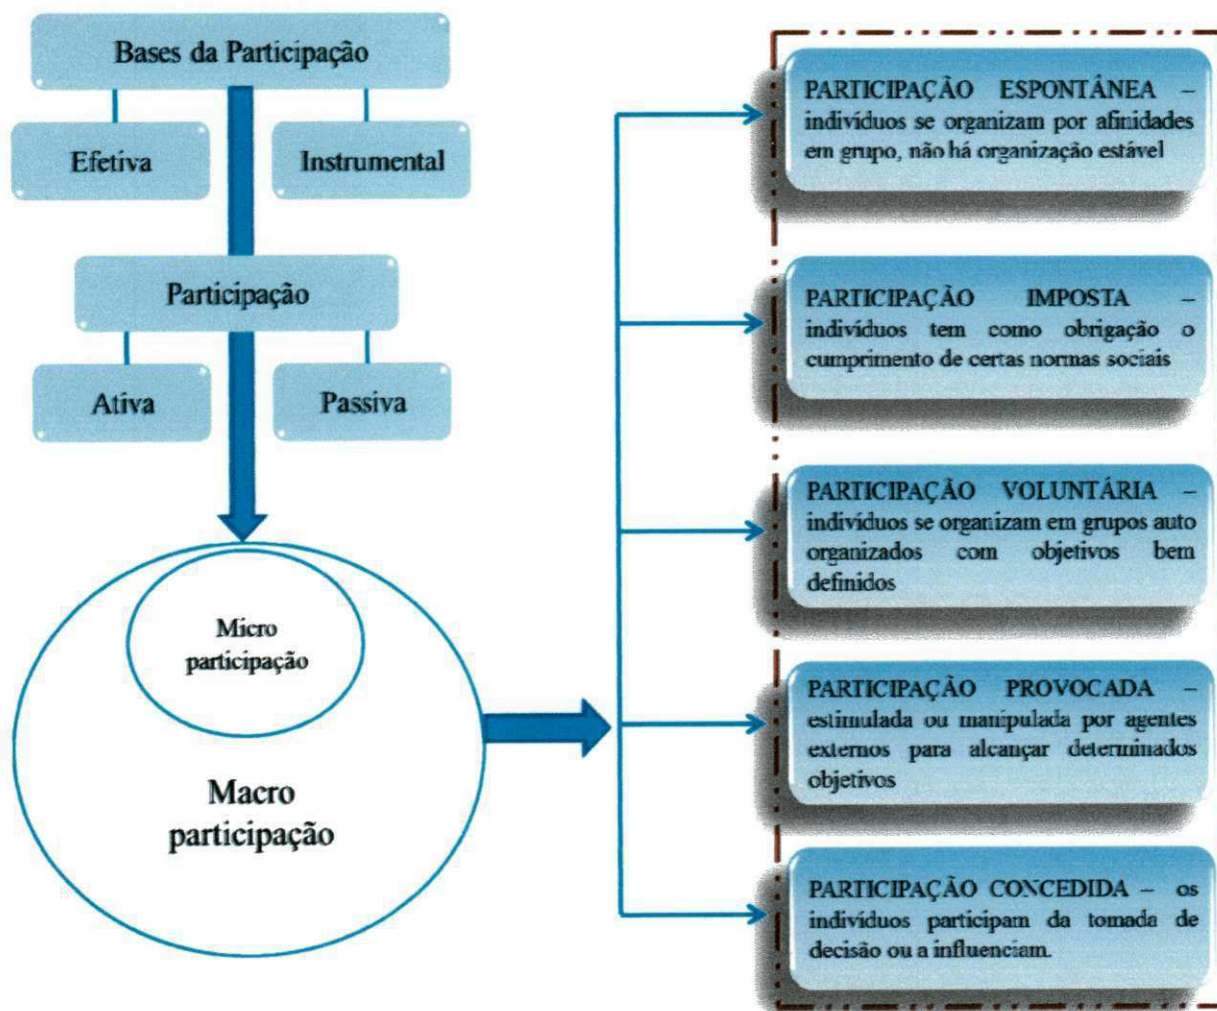 Bases da Participação
Efetiva
Instrumental
Participação
Ativa
Passiva
Micro
participação
Macro
participação
PARTICIPAÇÃO ESPONTÂNEA –
indivíduos se organizam por afinidades
em grupo, não há organização estável
PARTICIPAÇÃO IMPOSTA –
indivíduos tem como obrigação o
cumprimento de certas normas sociais
PARTICIPAÇÃO VOLUNTÁRIA –
indivíduos se organizam em grupos auto
organizados com objetivos bem
definidos
PARTICIPAÇÃO PROVOCADA –
estimulada ou manipulada por agentes
externos para alcançar determinados
objetivos
PARTICIPAÇÃO CONCEDIDA – os
indivíduos participam da tomada de
decisão ou a influenciam.